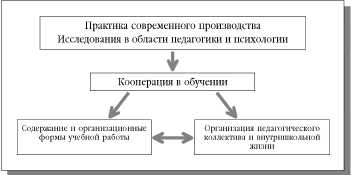 Практика современного производства
Исследования в области педагогики и психологии
Кооперация в обучении
Содержание и организационные
формы учебной работы
Организация педагогического
коллектива и внутришкольной
жизни